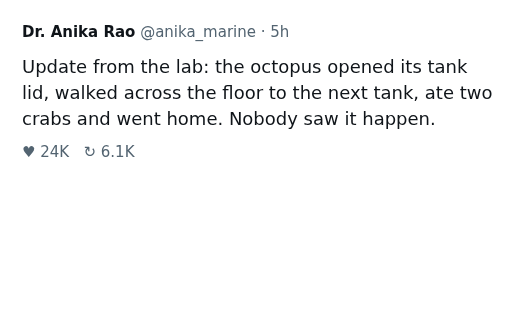 Dr. Anika Rao @anika_marine · 5h
Update from the lab: the octopus opened its tank
lid, walked across the floor to the next tank, ate two
crabs and went home. Nobody saw it happen.
♥ 24K ↻ 6.1K